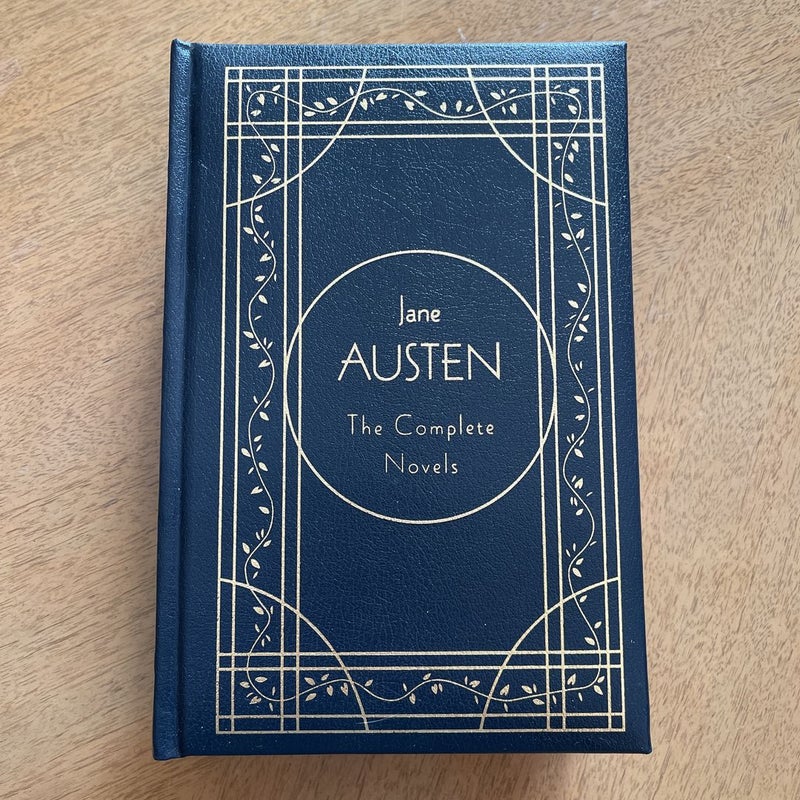 Jane
AUSTEN
The Complete
Novels